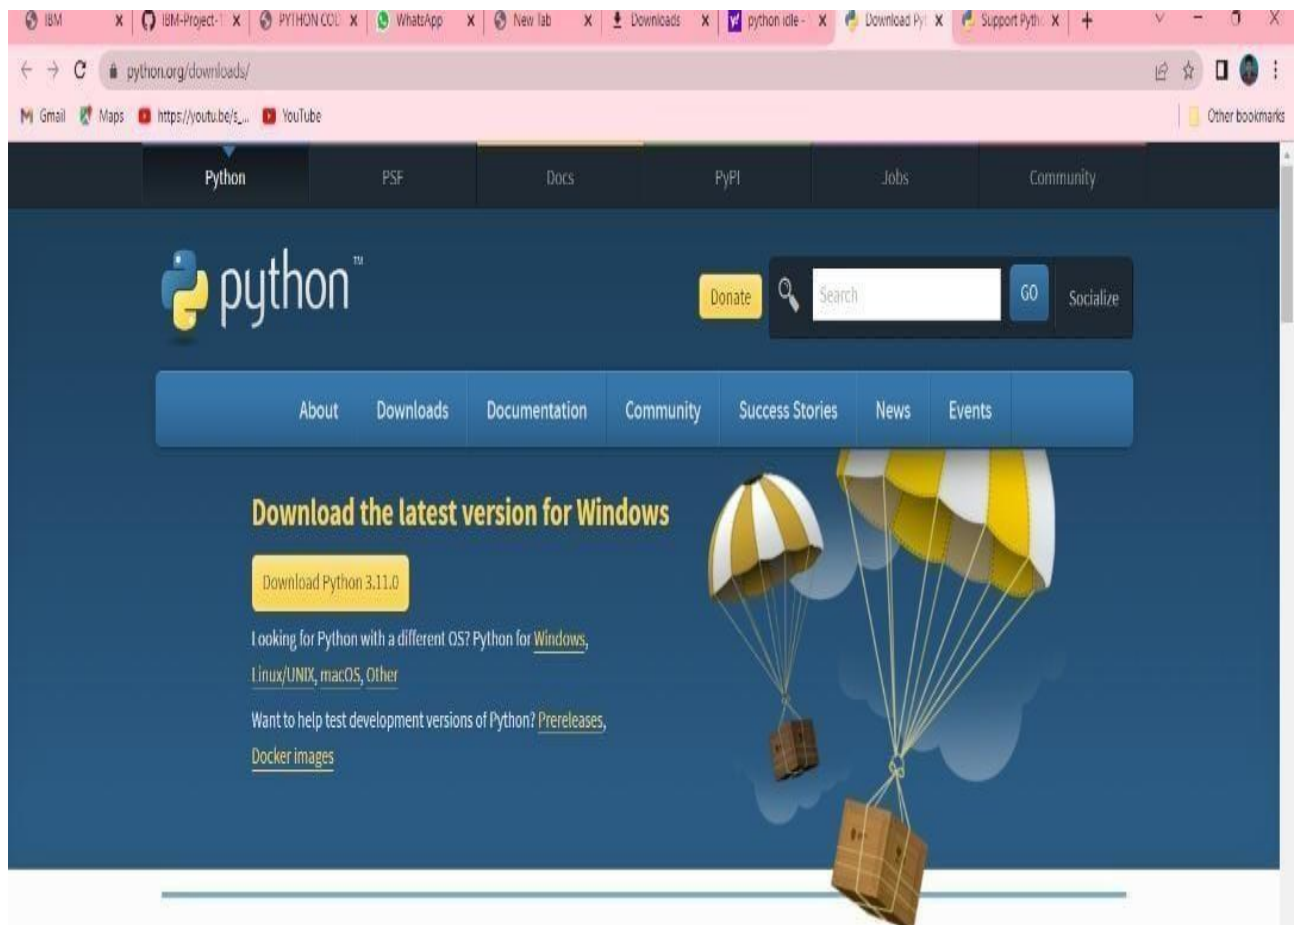 IBM IBM-Project-1 PYTHON COD WhatsApp New Tab Downloads python idle - Download Pyt Support Pyth
python.org/downloads/
Gmail Maps https://youtu.be/s_... YouTube Other bookmarks
Python PSF Docs PyPI Jobs Community
python™
Donate Search GO Socialize
About Downloads Documentation Community Success Stories News Events
Download the latest version for Windows
Download Python 3.11.0
Looking for Python with a different OS? Python for Windows,
Linux/UNIX, macOS, Other
Want to help test development versions of Python? Prereleases,
Docker images